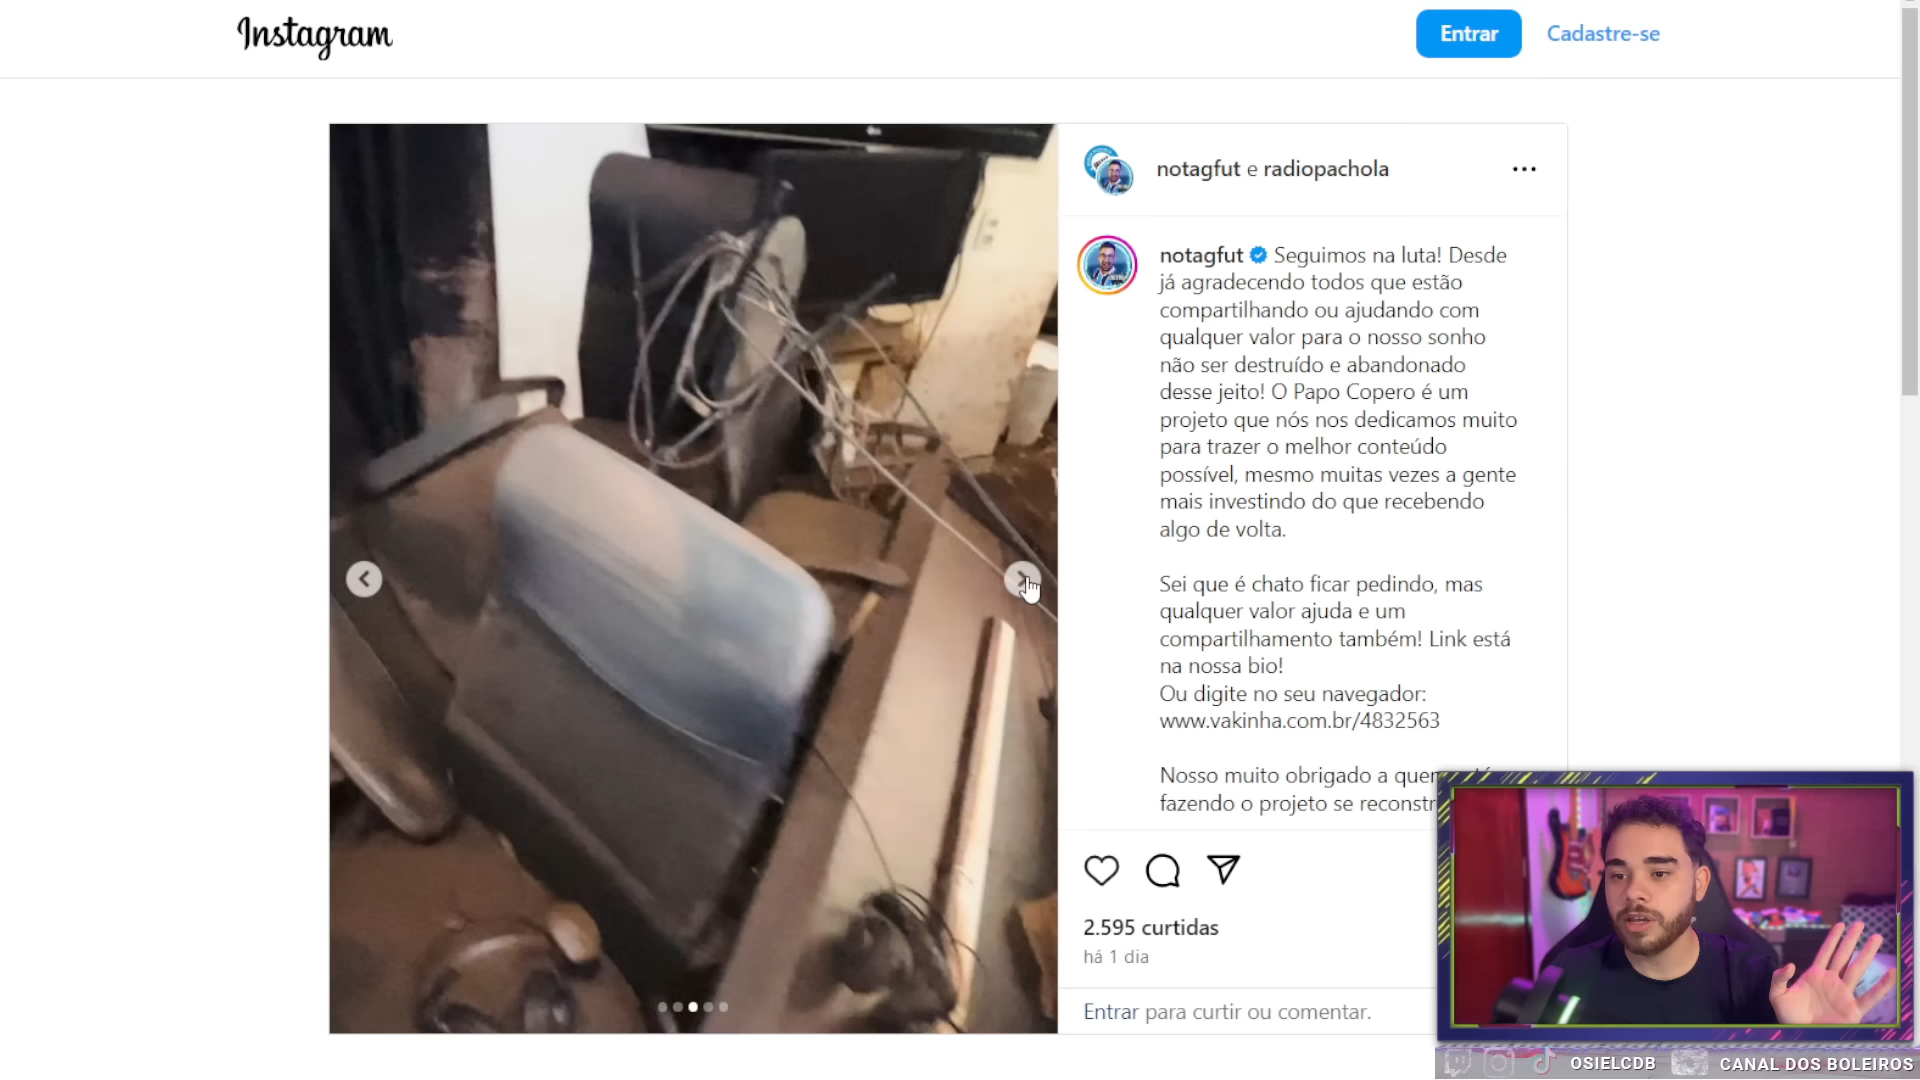 Instagram
Entrar
Cadastre-se
notagfut e radiopachola
notagfut Seguimos na luta! Desde
já agradecendo todos que estão
compartilhando ou ajudando com
qualquer valor para o nosso sonho
não ser destruído e abandonado
desse jeito! O Papo Copero é um
projeto que nós nos dedicamos muito
para trazer o melhor conteúdo
possível, mesmo muitas vezes a gente
mais investindo do que recebendo
algo de volta.
Sei que é chato ficar pedindo, mas
qualquer valor ajuda e um
compartilhamento também! Link está
na nossa bio!
Ou digite no seu navegador:
www.vakinha.com.br/4832563
Nosso muito obrigado a
fazendo o projeto se
2.595 curtidas
há 1 dia
Entrar para curtir ou comentar.
OSIELCDB
CANAL DOS BOLEIROS